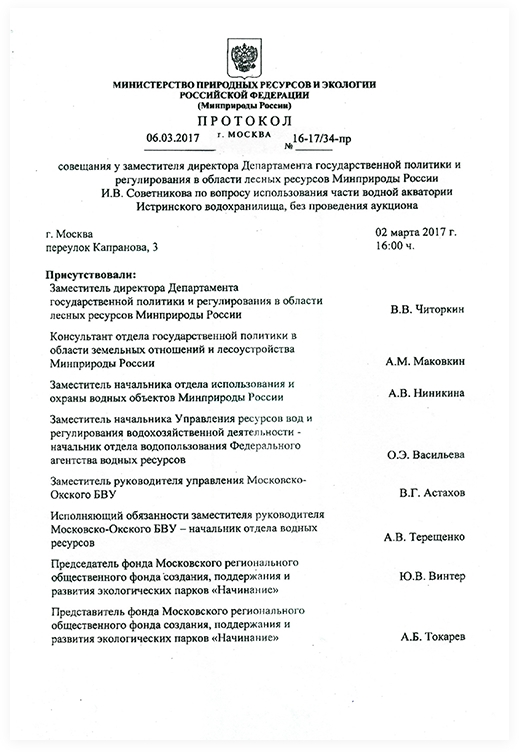 МИНИСТЕРСТВО ПРИРОДНЫХ РЕСУРСОВ И ЭКОЛОГИИ
РОССИЙСКОЙ ФЕДЕРАЦИИ
(Минприроды России)
ПРОТОКОЛ
г. МОСКВА
06.03.2017 № 16-17/34-пр
совещания у заместителя директора Департамента государственной политики и
регулирования в области лесных ресурсов Минприроды России
И.В. Советникова по вопросу использования части водной акватории
Истринского водохранилища, без проведения аукциона
г. Москва 02 марта 2017 г.
переулок Капранова, 3 16:00 ч.
Присутствовали:
Заместитель директора Департамента
государственной политики и регулирования в области
лесных ресурсов Минприроды России В.В. Читоркин
Консультант отдела государственной политики в
области земельных отношений и лесоустройства
Минприроды России А.М. Маковкин
Заместитель начальника отдела использования и
охраны водных объектов Минприроды России А.В. Ниникина
Заместитель начальника Управления ресурсов вод и
регулирования водохозяйственной деятельности -
начальник отдела водопользования Федерального
агентства водных ресурсов О.Э. Васильева
Заместитель руководителя управления Московско-
Окского БВУ В.Г. Астахов
Исполняющий обязанности заместителя руководителя
Московско-Окского БВУ – начальник отдела водных
ресурсов А.В. Терещенко
Председатель фонда Московского регионального
общественного фонда создания, поддержания и
развития экологических парков «Начинание» Ю.В. Винтер
Представитель фонда Московского регионального
общественного фонда создания, поддержания и
развития экологических парков «Начинание» А.Б. Токарев